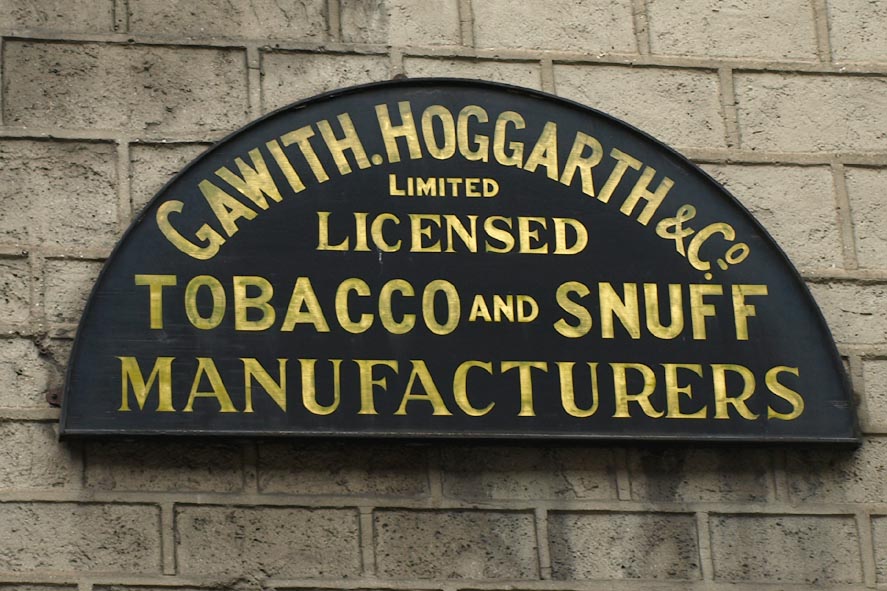 GAWITH. HOGGARTH & Cº.
LIMITED
LICENSED
TOBACCO AND SNUFF
MANUFACTURERS